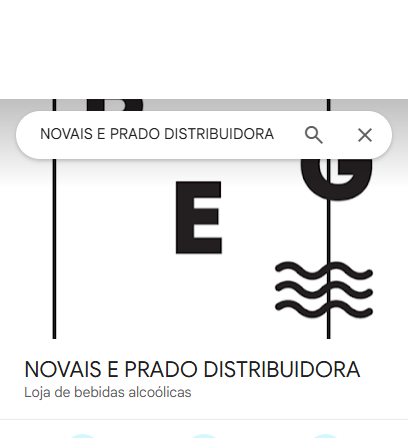 NOVAIS E PRADO DISTRIBUIDORA
E
G
NOVAIS E PRADO DISTRIBUIDORA
Loja de bebidas alcoólicas